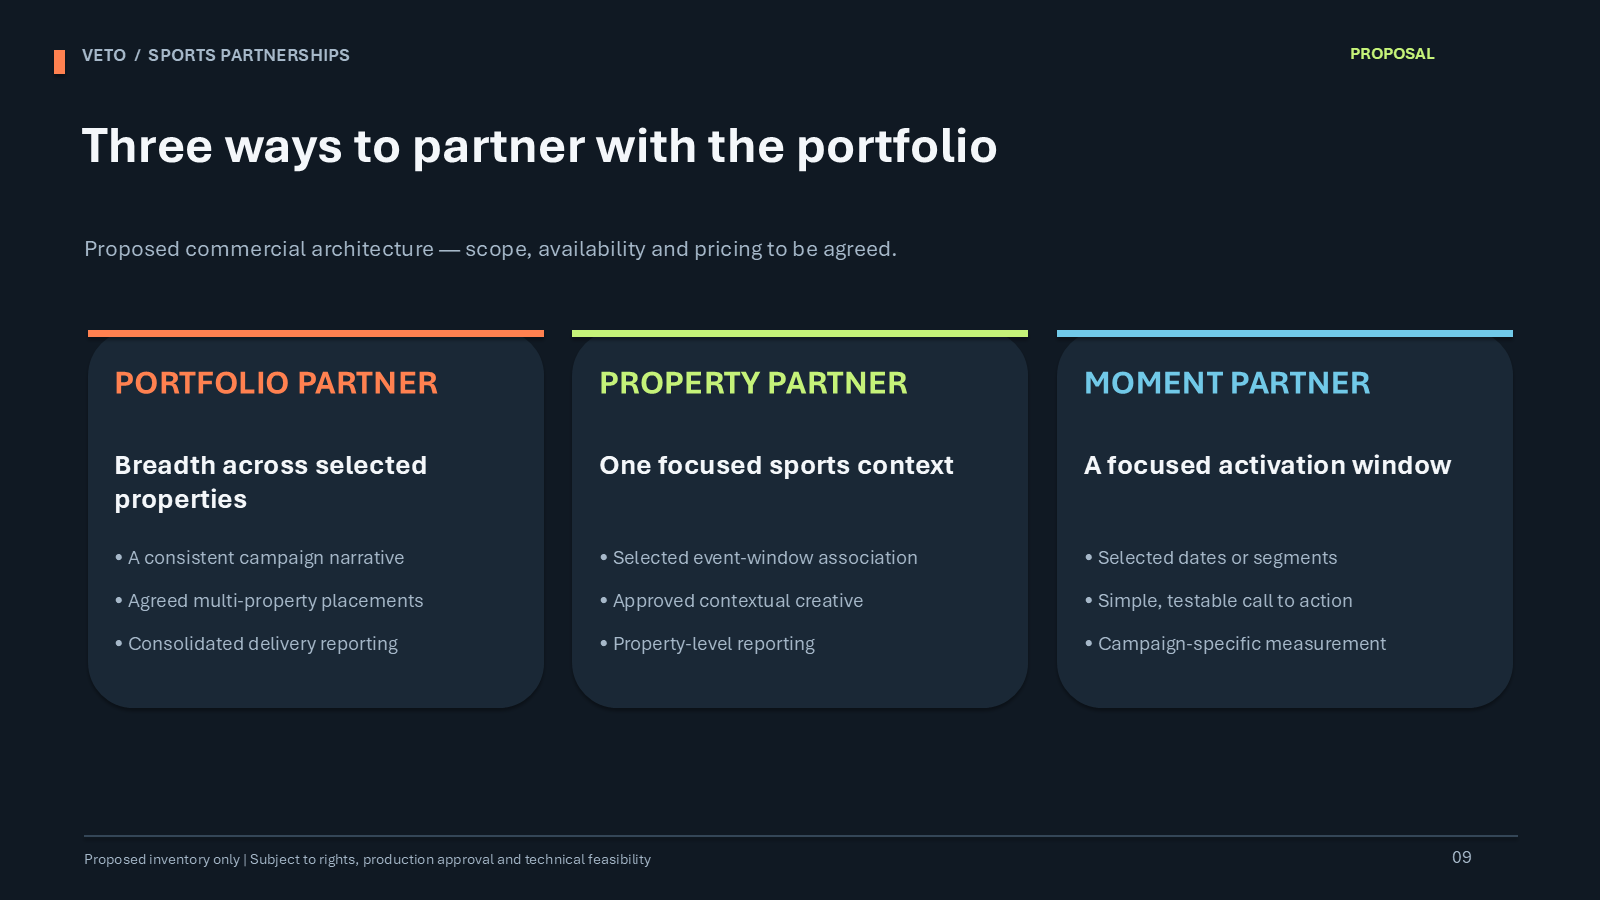 VETO / SPORTS PARTNERSHIPS
PROPOSAL
Three ways to partner with the portfolio
Proposed commercial architecture — scope, availability and pricing to be agreed.
PORTFOLIO PARTNER
Breadth across selected
properties
• A consistent campaign narrative
• Agreed multi-property placements
• Consolidated delivery reporting
PROPERTY PARTNER
One focused sports context
• Selected event-window association
• Approved contextual creative
• Property-level reporting
MOMENT PARTNER
A focused activation window
• Selected dates or segments
• Simple, testable call to action
• Campaign-specific measurement
Proposed inventory only | Subject to rights, production approval and technical feasibility
09